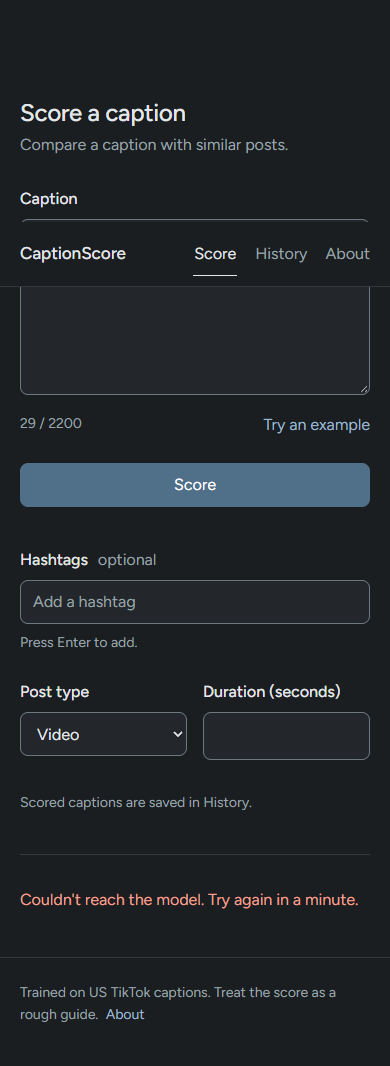 Score a caption
Compare a caption with similar posts.
Caption
CaptionScore Score History About
29 / 2200 Try an example
Score
Hashtags optional
Add a hashtag
Press Enter to add.
Post type Duration (seconds)
Video
Scored captions are saved in History.
Couldn't reach the model. Try again in a minute.
Trained on US TikTok captions. Treat the score as a
rough guide. About